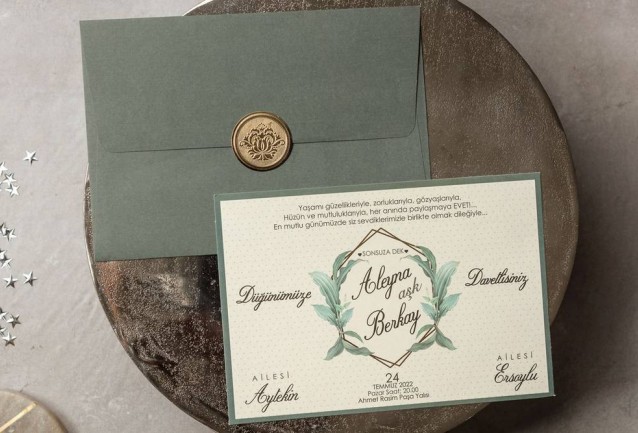 Yaşamı güzellikleriyle, zorluklarıyla, gözyaşlarıyla,
Hüzün ve mutluluklarıyla, her anında paylaşmaya EVET!...
En mutlu günümüzde siz sevdiklerimizle birlikte olmak dileğiyle...
♥SONSUZA DEK♥
Aleyna
aşk
Berkay
Düğünümüze
Davetlisiniz
AİLESİ
Aytekin
AİLESİ
Ersoylu
24
TEMMUZ 2022
Pazar Saat: 20.00
Ahmet Rasim Paşa Yalısı